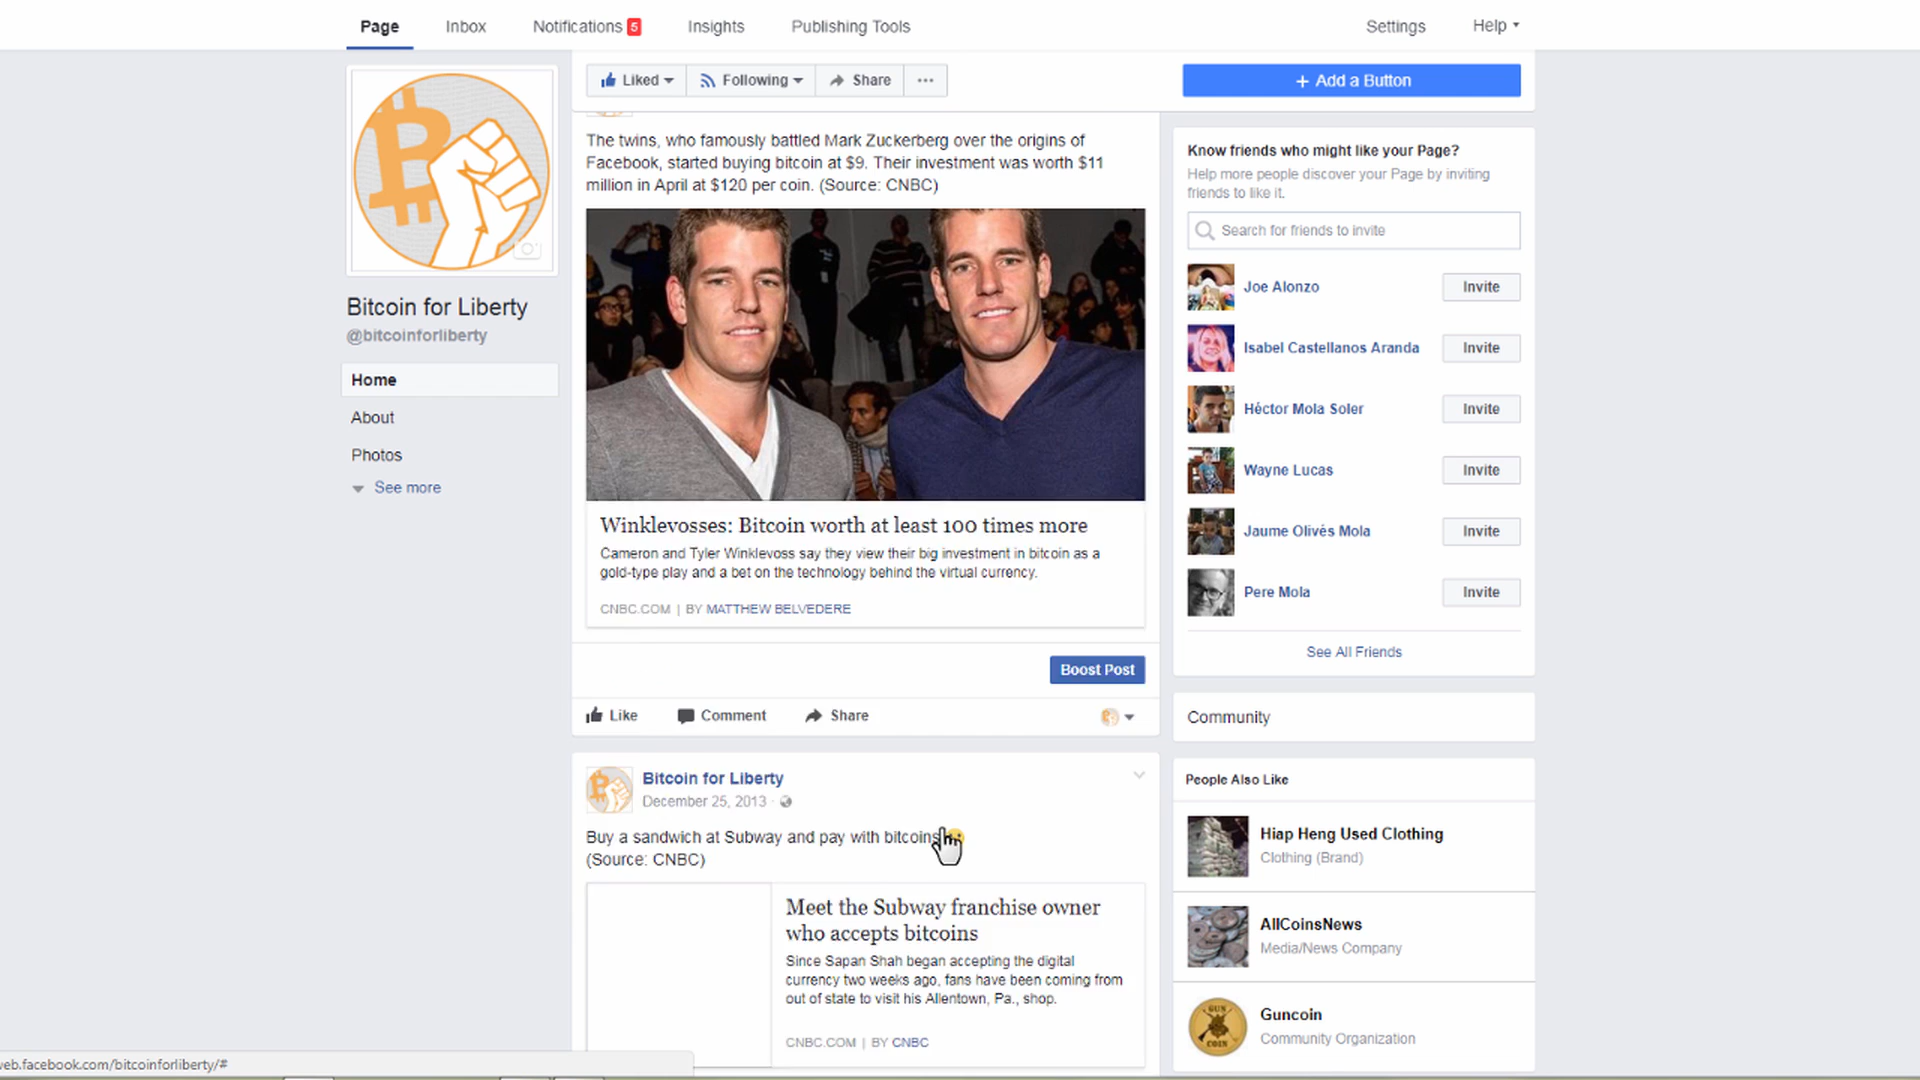 Page
Inbox
Notifications 5
Insights
Publishing Tools
Settings
Help
Liked
Following
Share
+ Add a Button
Bitcoin for Liberty
@bitcoinforliberty
Home
About
Photos
See more
The twins, who famously battled Mark Zuckerberg over the origins of
Facebook, started buying bitcoin at $9. Their investment was worth $11
million in April at $120 per coin. (Source: CNBC)
Winklevosses: Bitcoin worth at least 100 times more
Cameron and Tyler Winklevoss say they view their big investment in bitcoin as a
gold-type play and a bet on the technology behind the virtual currency.
CNBC.COM | BY MATTHEW BELVEDERE
Boost Post
Like
Comment
Share
Bitcoin for Liberty
December 25, 2013 ·
Buy a sandwich at Subway and pay with bitcoins
(Source: CNBC)
Meet the Subway franchise owner
who accepts bitcoins
Since Sapan Shah began accepting the digital
currency two weeks ago, fans have been coming from
out of state to visit his Allentown, Pa., shop.
CNBC.COM | BY CNBC
Know friends who might like your Page?
Help more people discover your Page by inviting
friends to like it.
Search for friends to invite
Joe Alonzo
Invite
Isabel Castellanos Aranda
Invite
Héctor Mola Soler
Invite
Wayne Lucas
Invite
Jaume Olivés Mola
Invite
Pere Mola
Invite
See All Friends
Community
People Also Like
Hiap Heng Used Clothing
Clothing (Brand)
AllCoinsNews
Media/News Company
GUN
COIN
Guncoin
Community Organization
web.facebook.com/bitcoinforliberty/#